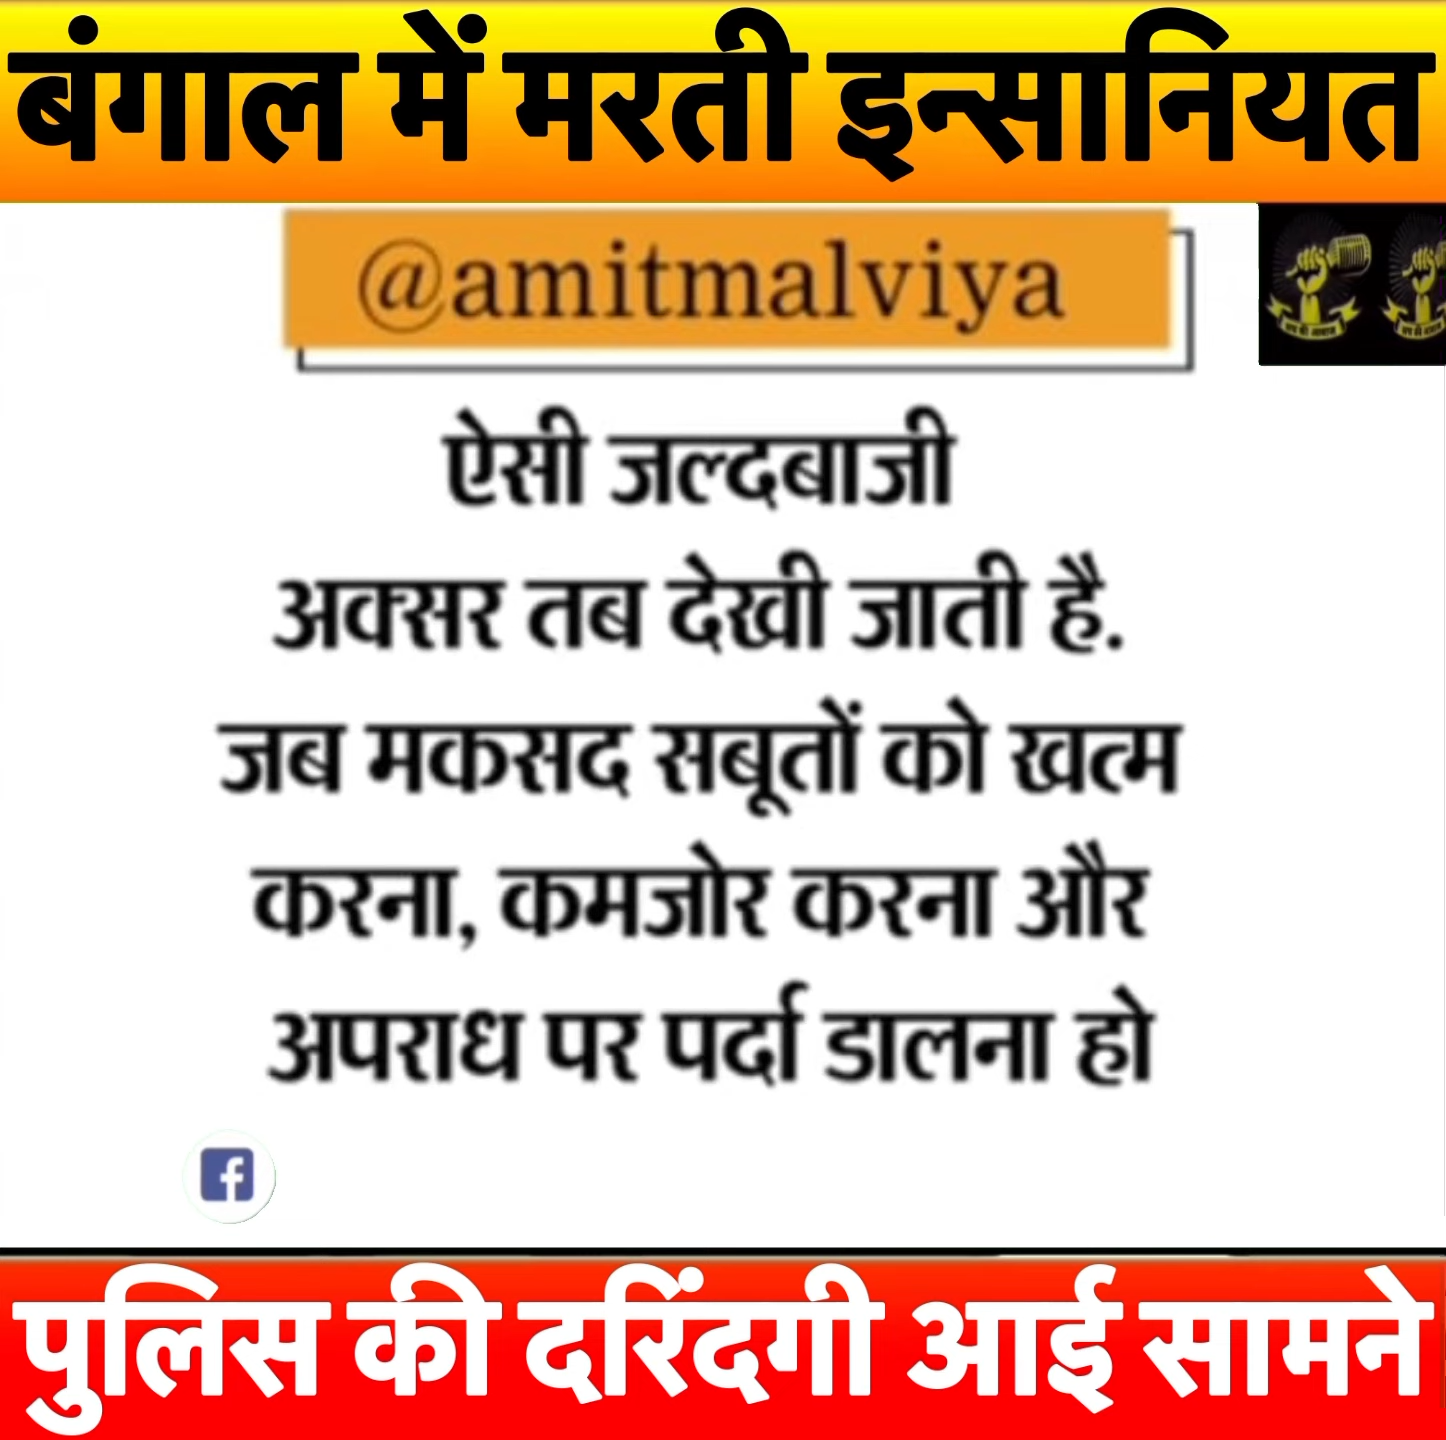 बंगाल में मरती इन्सानियत
@amitmalviya
ऐसी जल्दबाजी
अक्सर तब देखी जाती है.
जब मकसद सबूतों को खत्म
करना, कमजोर करना और
अपराध पर पर्दा डालना हो
पुलिस की दरिंदगी आई सामने